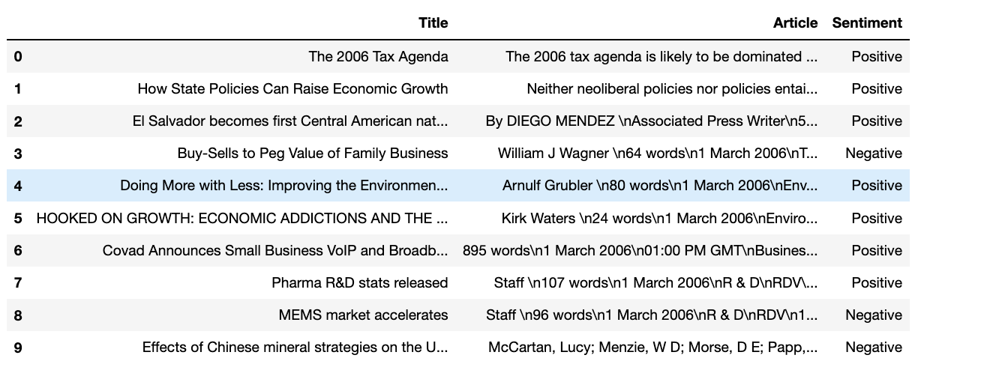 Title Article Sentiment
0 The 2006 Tax Agenda The 2006 tax agenda is likely to be dominated ... Positive
1 How State Policies Can Raise Economic Growth Neither neoliberal policies nor policies entai... Positive
2 El Salvador becomes first Central American nat... By DIEGO MENDEZ \nAssociated Press Writer\n5... Positive
3 Buy-Sells to Peg Value of Family Business William J Wagner \n64 words\n1 March 2006\nT... Negative
4 Doing More with Less: Improving the Environmen... Arnulf Grubler \n80 words\n1 March 2006\nEnv... Positive
5 HOOKED ON GROWTH: ECONOMIC ADDICTIONS AND THE ... Kirk Waters \n24 words\n1 March 2006\nEnviro... Positive
6 Covad Announces Small Business VoIP and Broadb... 895 words\n1 March 2006\n01:00 PM GMT\nBusines... Positive
7 Pharma R&D stats released Staff \n107 words\n1 March 2006\nR & D\nRDV\... Positive
8 MEMS market accelerates Staff \n96 words\n1 March 2006\nR & D\nRDV\n1... Negative
9 Effects of Chinese mineral strategies on the U... McCartan, Lucy; Menzie, W D; Morse, D E; Papp,... Negative